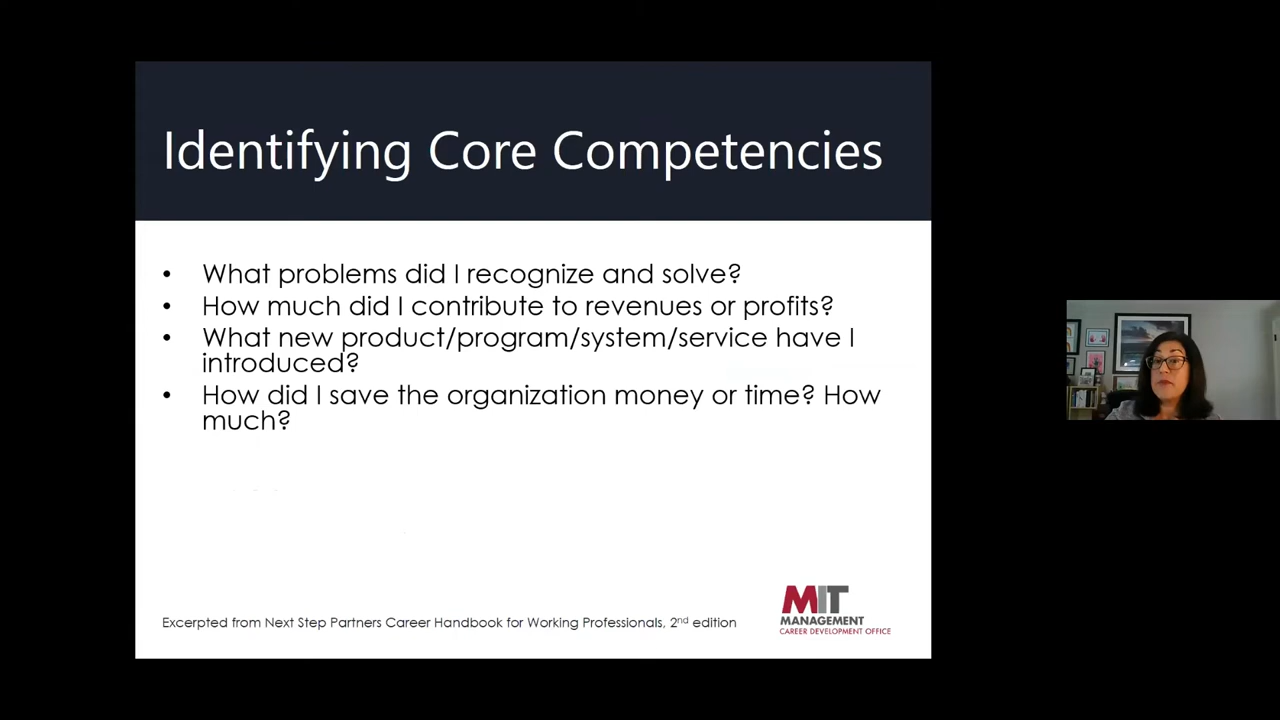 Identifying Core Competencies
• What problems did I recognize and solve?
• How much did I contribute to revenues or profits?
• What new product/program/system/service have I
introduced?
• How did I save the organization money or time? How
much?
Excerpted from Next Step Partners Career Handbook for Working Professionals, 2nd edition
MIT
MANAGEMENT
CAREER DEVELOPMENT OFFICE